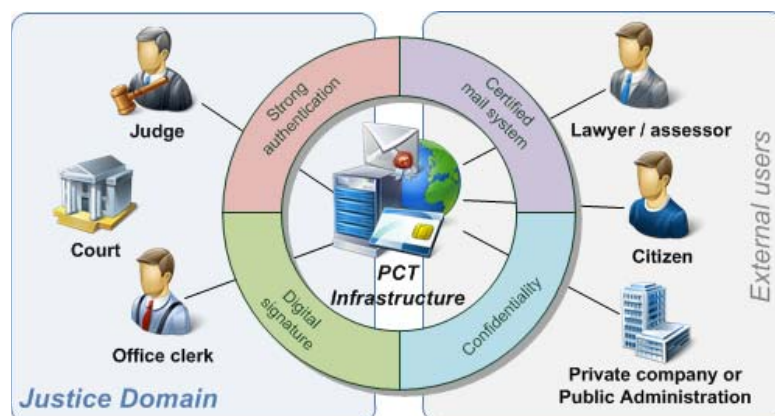 Judge
Court
Office clerk
Justice Domain
Strong
authentication
Certified
mail system
Digital
signature
Confidentiality
PCT
Infrastructure
Lawyer / assessor
Citizen
Private company or
Public Administration
External users